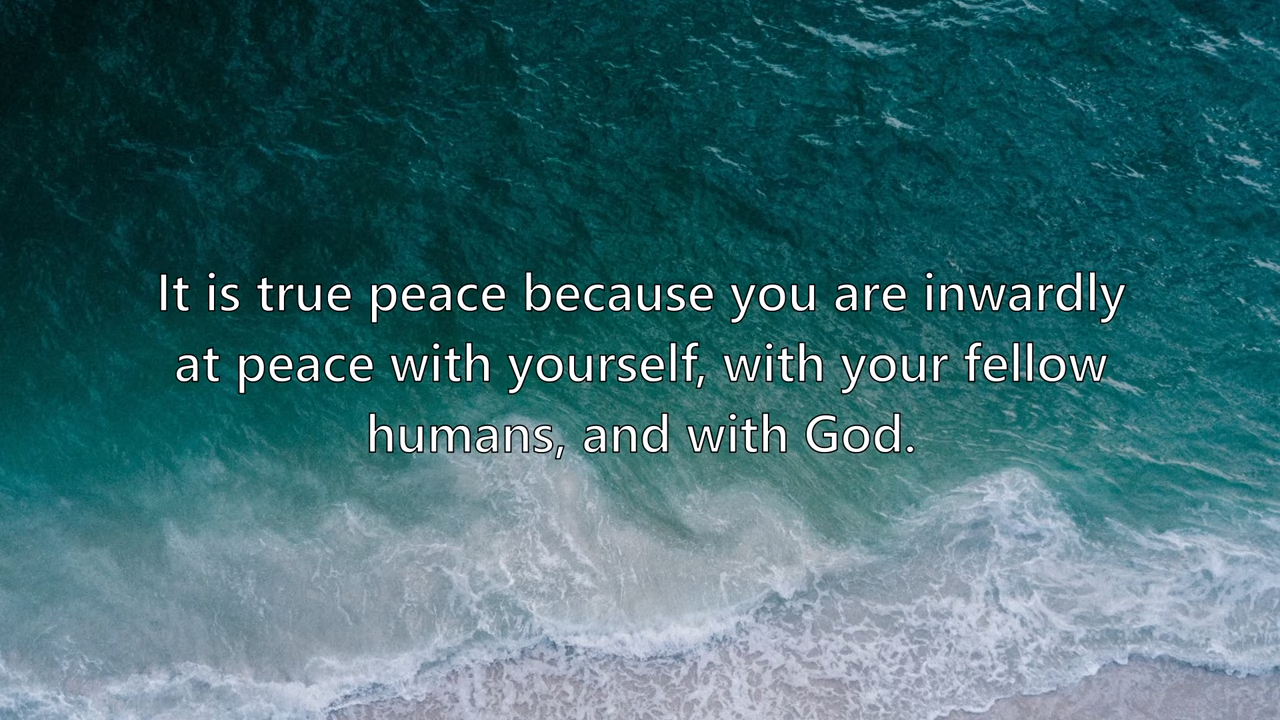 It is true peace because you are inwardly
at peace with yourself, with your fellow
humans, and with God.